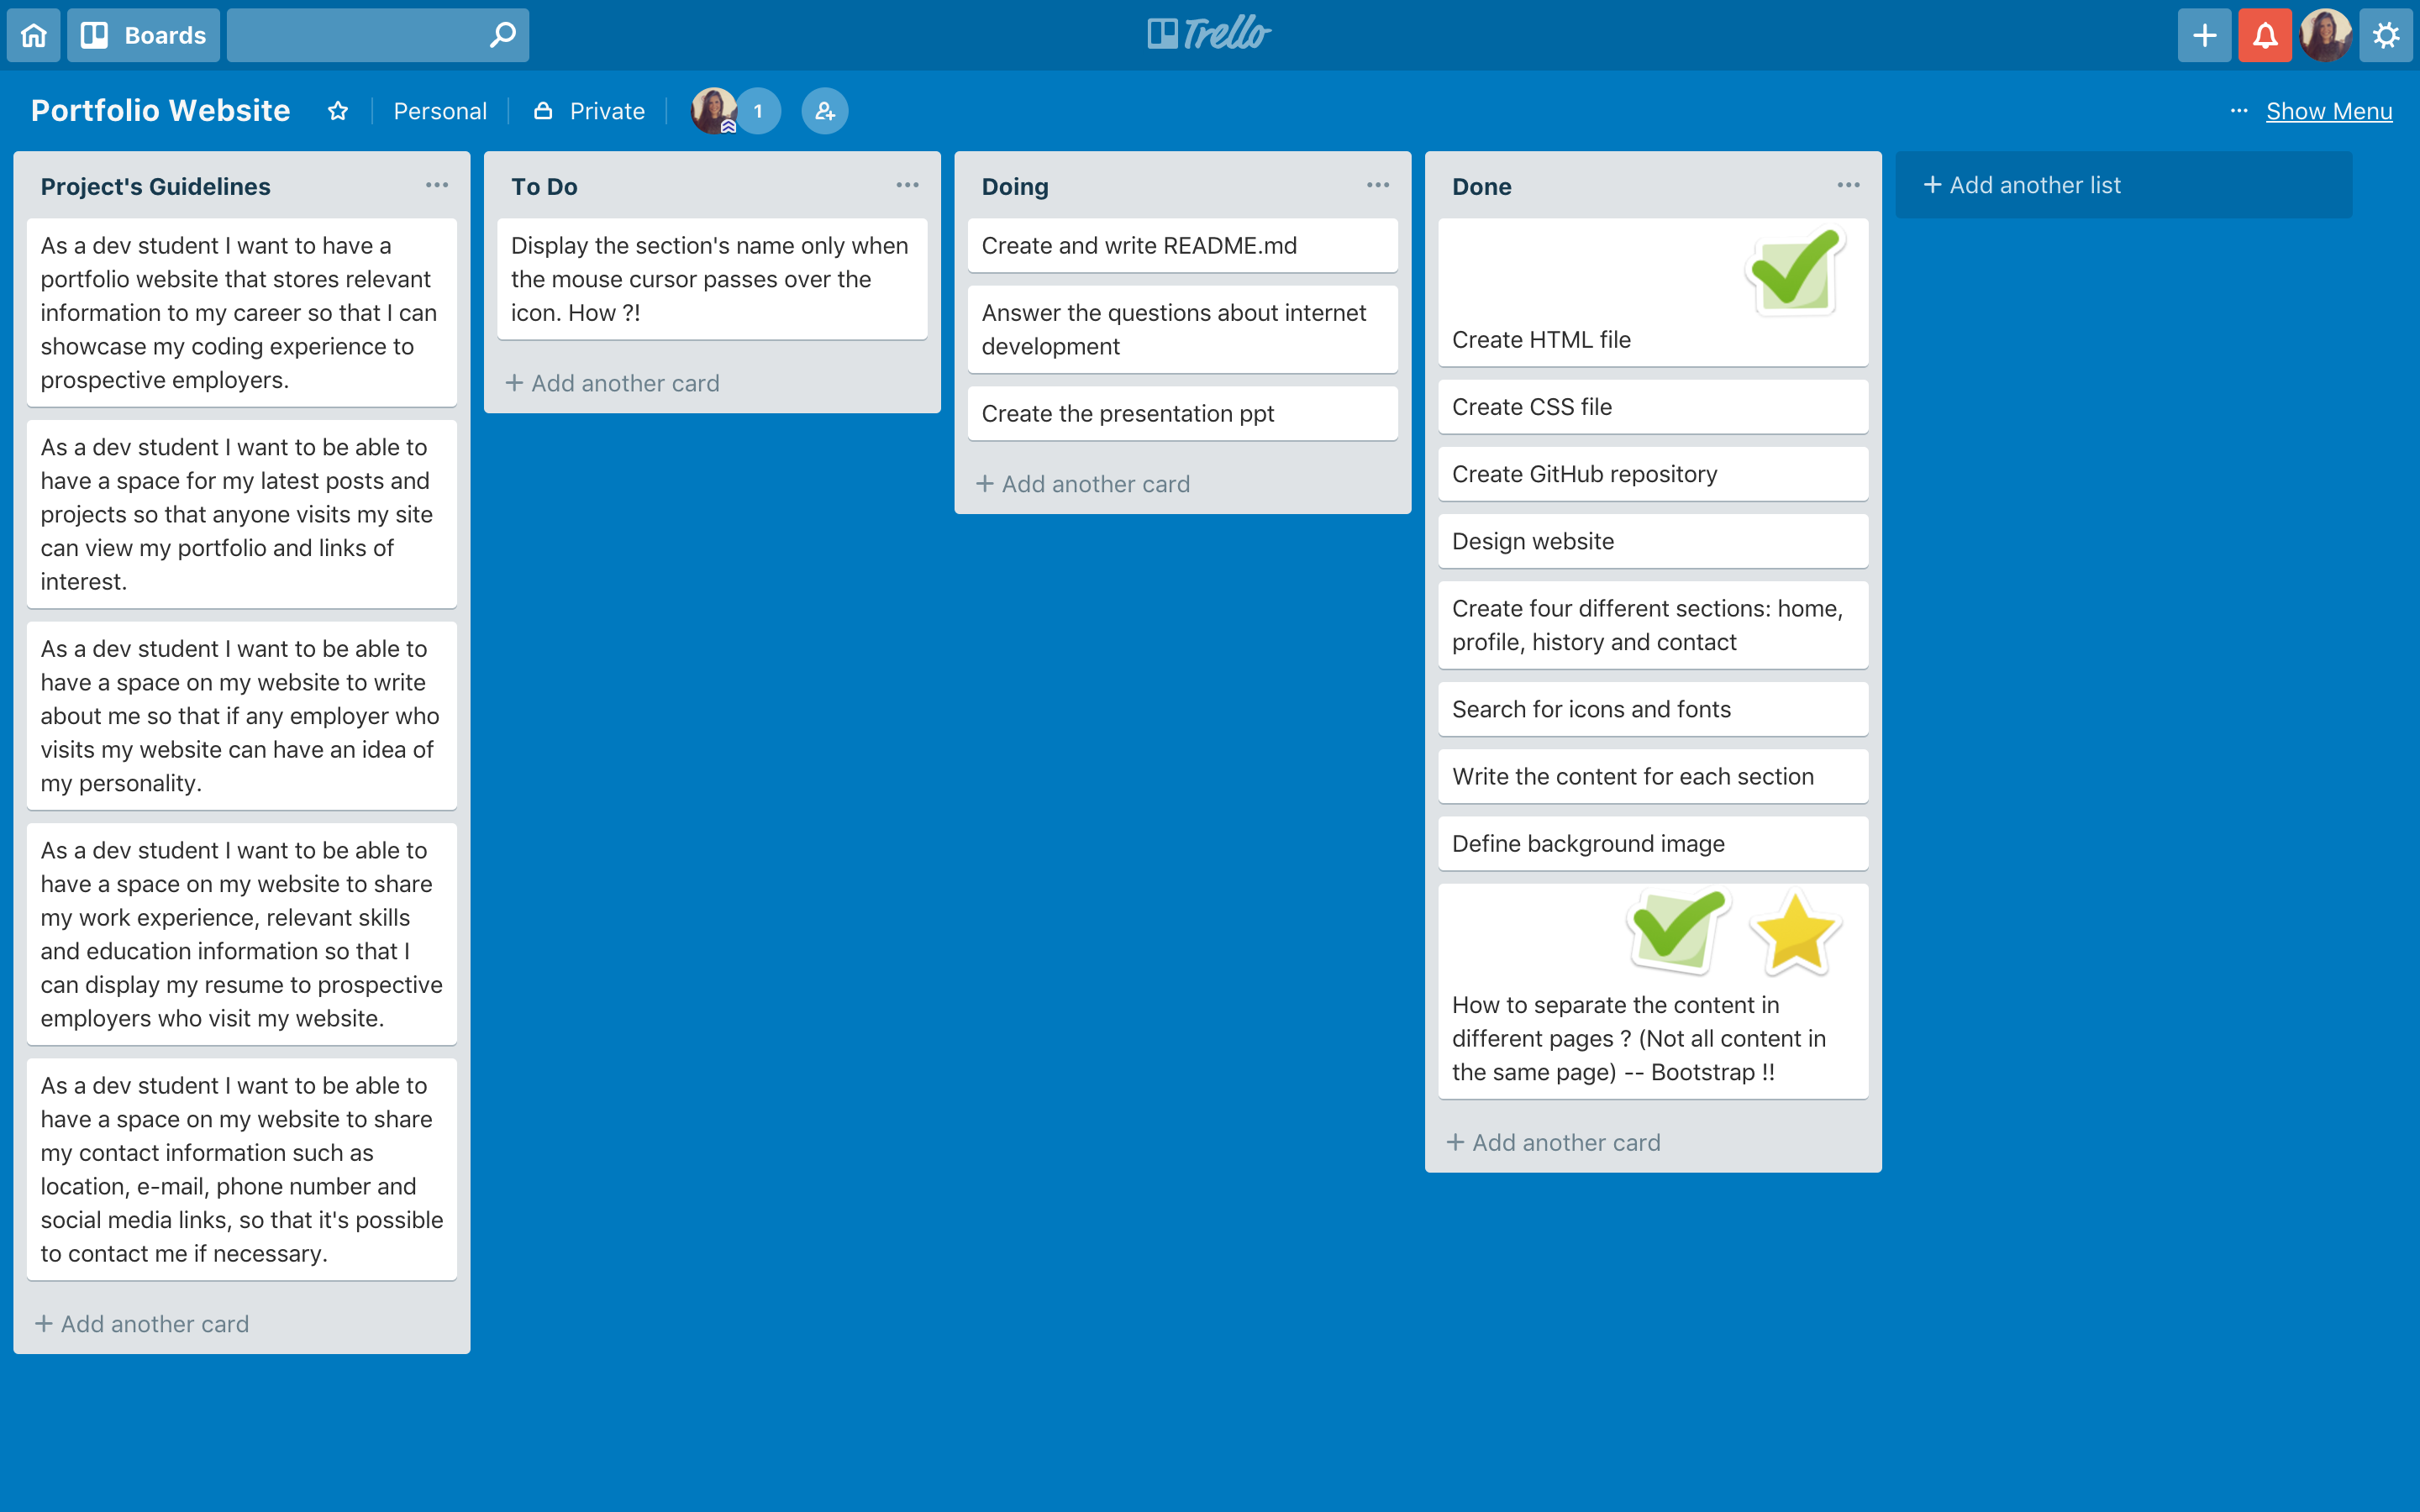 Boards
Trello
Portfolio Website
Personal
Private
1
... Show Menu
Project's Guidelines
As a dev student I want to have a
portfolio website that stores relevant
information to my career so that I can
showcase my coding experience to
prospective employers.
As a dev student I want to be able to
have a space for my latest posts and
projects so that anyone visits my site
can view my portfolio and links of
interest.
As a dev student I want to be able to
have a space on my website to write
about me so that if any employer who
visits my website can have an idea of
my personality.
As a dev student I want to be able to
have a space on my website to share
my work experience, relevant skills
and education information so that I
can display my resume to prospective
employers who visit my website.
As a dev student I want to be able to
have a space on my website to share
my contact information such as
location, e-mail, phone number and
social media links, so that it's possible
to contact me if necessary.
+ Add another card
To Do
Display the section's name only when
the mouse cursor passes over the
icon. How ?!
+ Add another card
Doing
Create and write README.md
Answer the questions about internet
development
Create the presentation ppt
+ Add another card
Done
Create HTML file
Create CSS file
Create GitHub repository
Design website
Create four different sections: home,
profile, history and contact
Search for icons and fonts
Write the content for each section
Define background image
How to separate the content in
different pages ? (Not all content in
the same page) -- Bootstrap !!
+ Add another card
+ Add another list